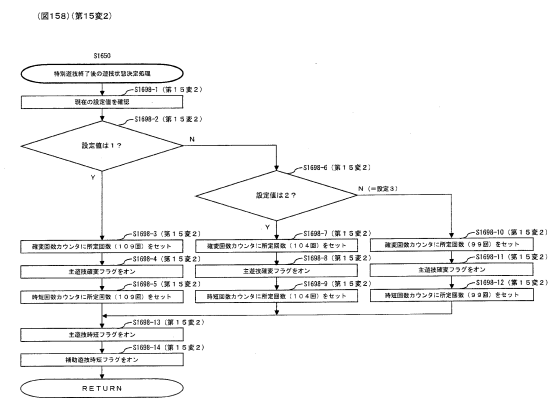 (図158)(第15変2)
S1650
特別遊技終了後の遊技状態決定処理
S1698-1 (第15変2)
現在の設定値を確認
S1698-2 (第15変2)
設定値は1?
N
Y
S1698-6 (第15変2)
設定値は2?
N (=設定3)
Y
S1698-3 (第15変2)
確変回数カウンタに所定回数(109回)をセット
S1698-4 (第15変2)
主遊技確変フラグをオン
S1698-5 (第15変2)
時短回数カウンタに所定回数(109回)をセット
S1698-7 (第15変2)
確変回数カウンタに所定回数(104回)をセット
S1698-8 (第15変2)
主遊技確変フラグをオン
S1698-9 (第15変2)
時短回数カウンタに所定回数(104回)をセット
S1698-10 (第15変2)
確変回数カウンタに所定回数(99回)をセット
S1698-11 (第15変2)
主遊技確変フラグをオン
S1698-12 (第15変2)
時短回数カウンタに所定回数(99回)をセット
S1698-13 (第15変2)
主遊技時短フラグをオン
S1698-14 (第15変2)
補助遊技時短フラグをオン
RETURN